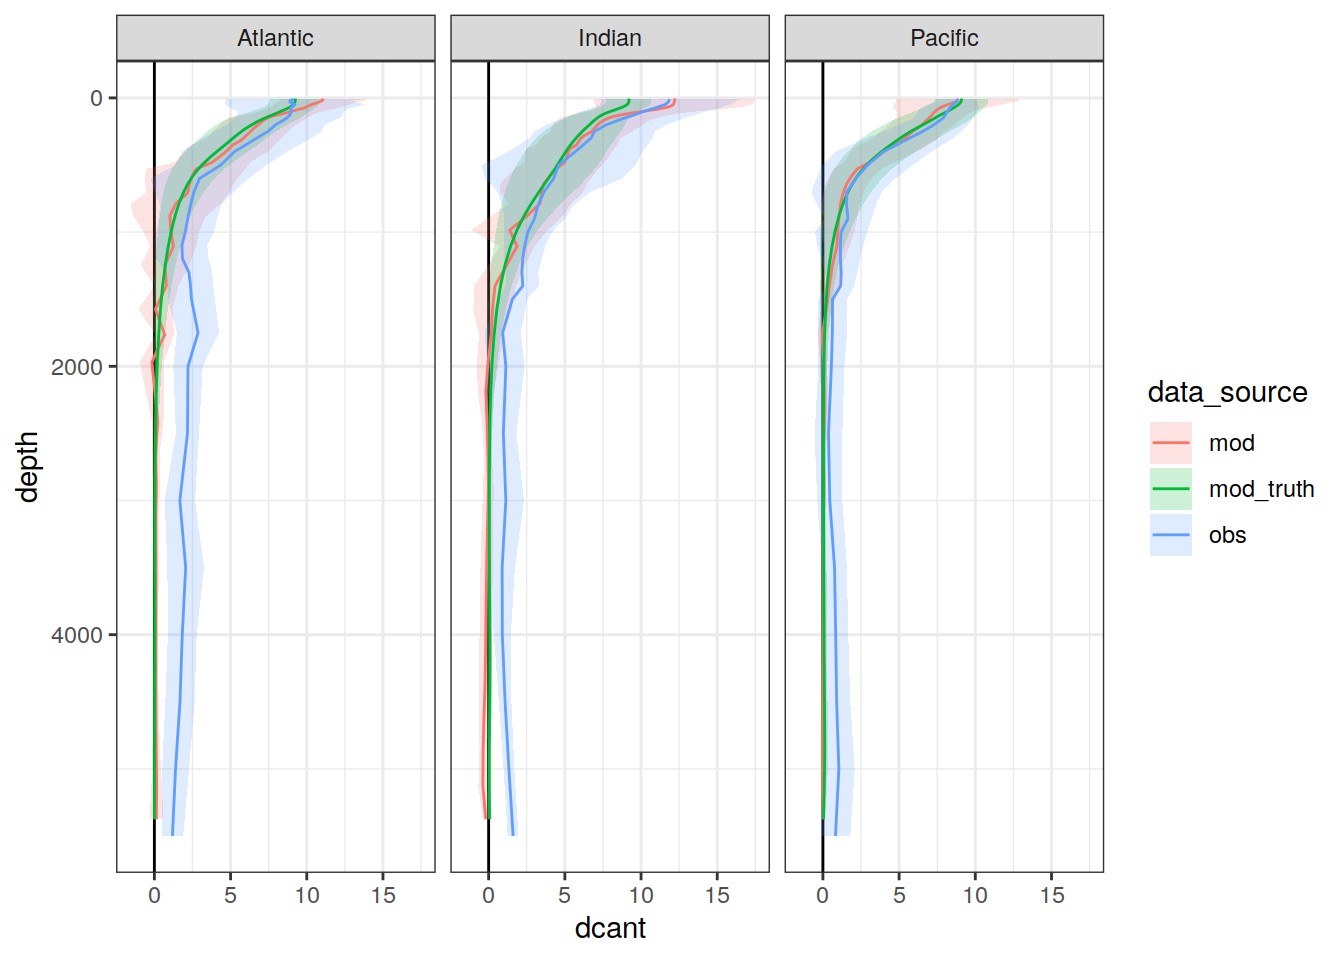 Atlantic Indian Pacific
0
2000
4000
depth
0 5 10 15 0 5 10 15 0 5 10 15
dcant
data_source
mod
mod_truth
obs